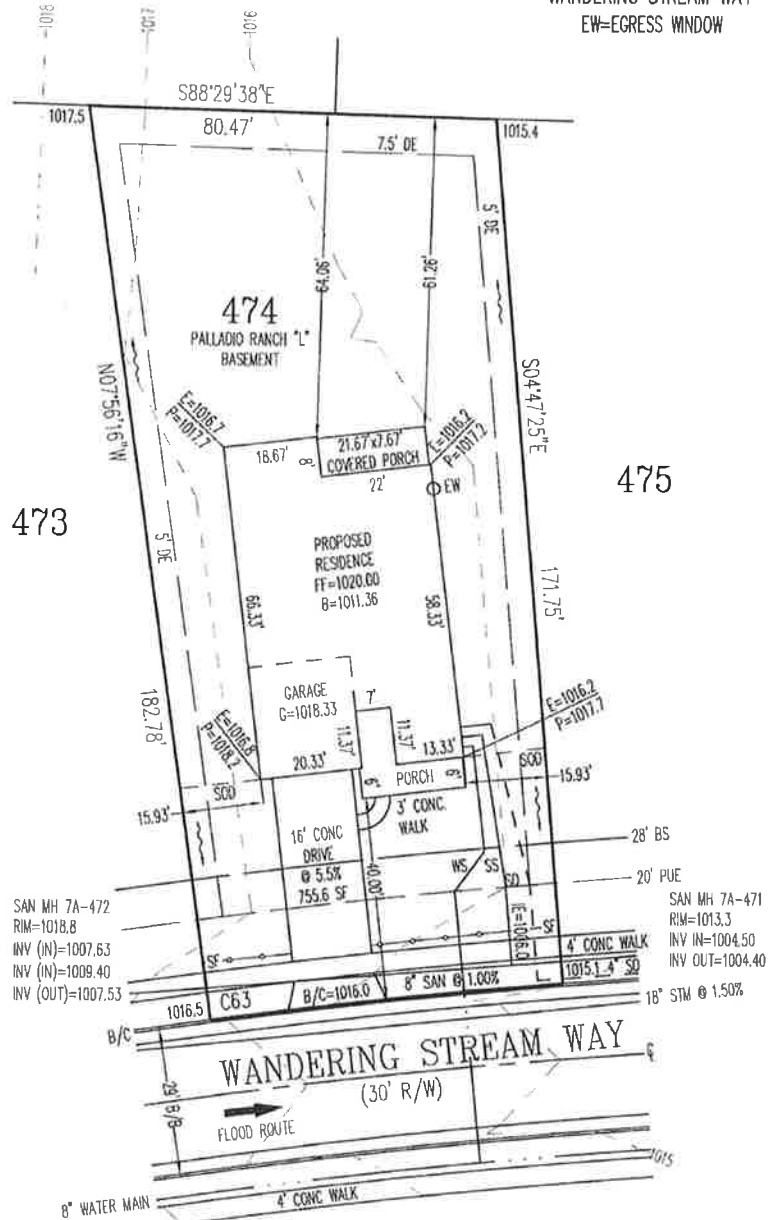 WANDERING STREAM WAY
EW=EGRESS WINDOW
1018
1017
1016
S88°29'38"E
80.47'
1017.5
1015.4
7.5' DE
5' DE
64.06'
61.26'
474
PALLADIO RANCH "L"
BASEMENT
N07°56'16"W
S04°47'25"E
E=1016.7
P=1017.7
18.67'
8'
21.67'x7.67'
COVERED PORCH
22'
E=1016.2
P=1017.2
EW
473
475
5' DE
PROPOSED
RESIDENCE
FF=1020.00
B=1011.36
66.33'
58.33'
171.75'
182.78'
GARAGE
G=1018.33
7'
11.37'
11.37'
13.33'
E=1016.2
P=1017.7
E=1016.8
P=1018.2
20.33'
6'
PORCH
6'
SOD
SOD
15.93'
15.93'
3' CONC.
WALK
16' CONC
DRIVE
@ 5.5%
755.6 SF
40.00'
WS
SS
SD
28' BS
20' PUE
SAN MH 7A-472
RIM=1018.8
INV (IN)=1007.63
INV (IN)=1009.40
INV (OUT)=1007.53
SAN MH 7A-471
RIM=1013.3
INV IN=1004.50
INV OUT=1004.40
SF
SF
IE=1006.0
4' CONC WALK
1016.5
C63
B/C=1016.0
8" SAN @ 1.00%
1015.1
4" SD
18" STM @ 1.50%
B/C
WANDERING STREAM WAY
(30' R/W)
29' B/B
FLOOD ROUTE
1015
8" WATER MAIN
4' CONC WALK